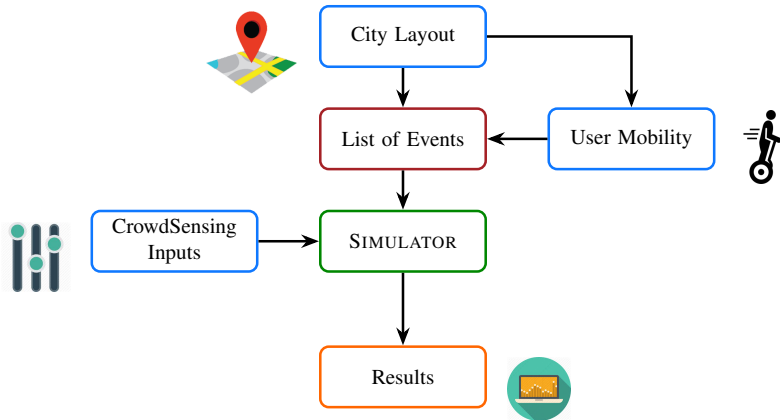 City Layout
List of Events
User Mobility
CrowdSensing
Inputs
SIMULATOR
Results